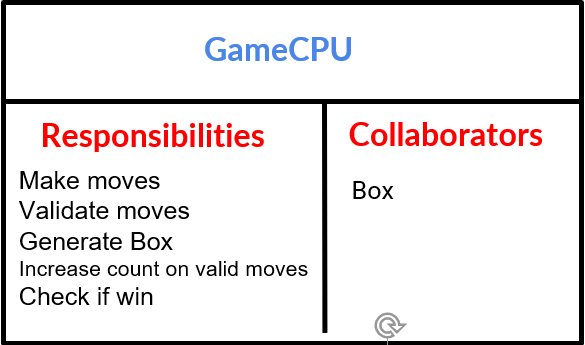 GameCPU
Responsibilities
Make moves
Validate moves
Generate Box
Increase count on valid moves
Check if win
Collaborators
Box